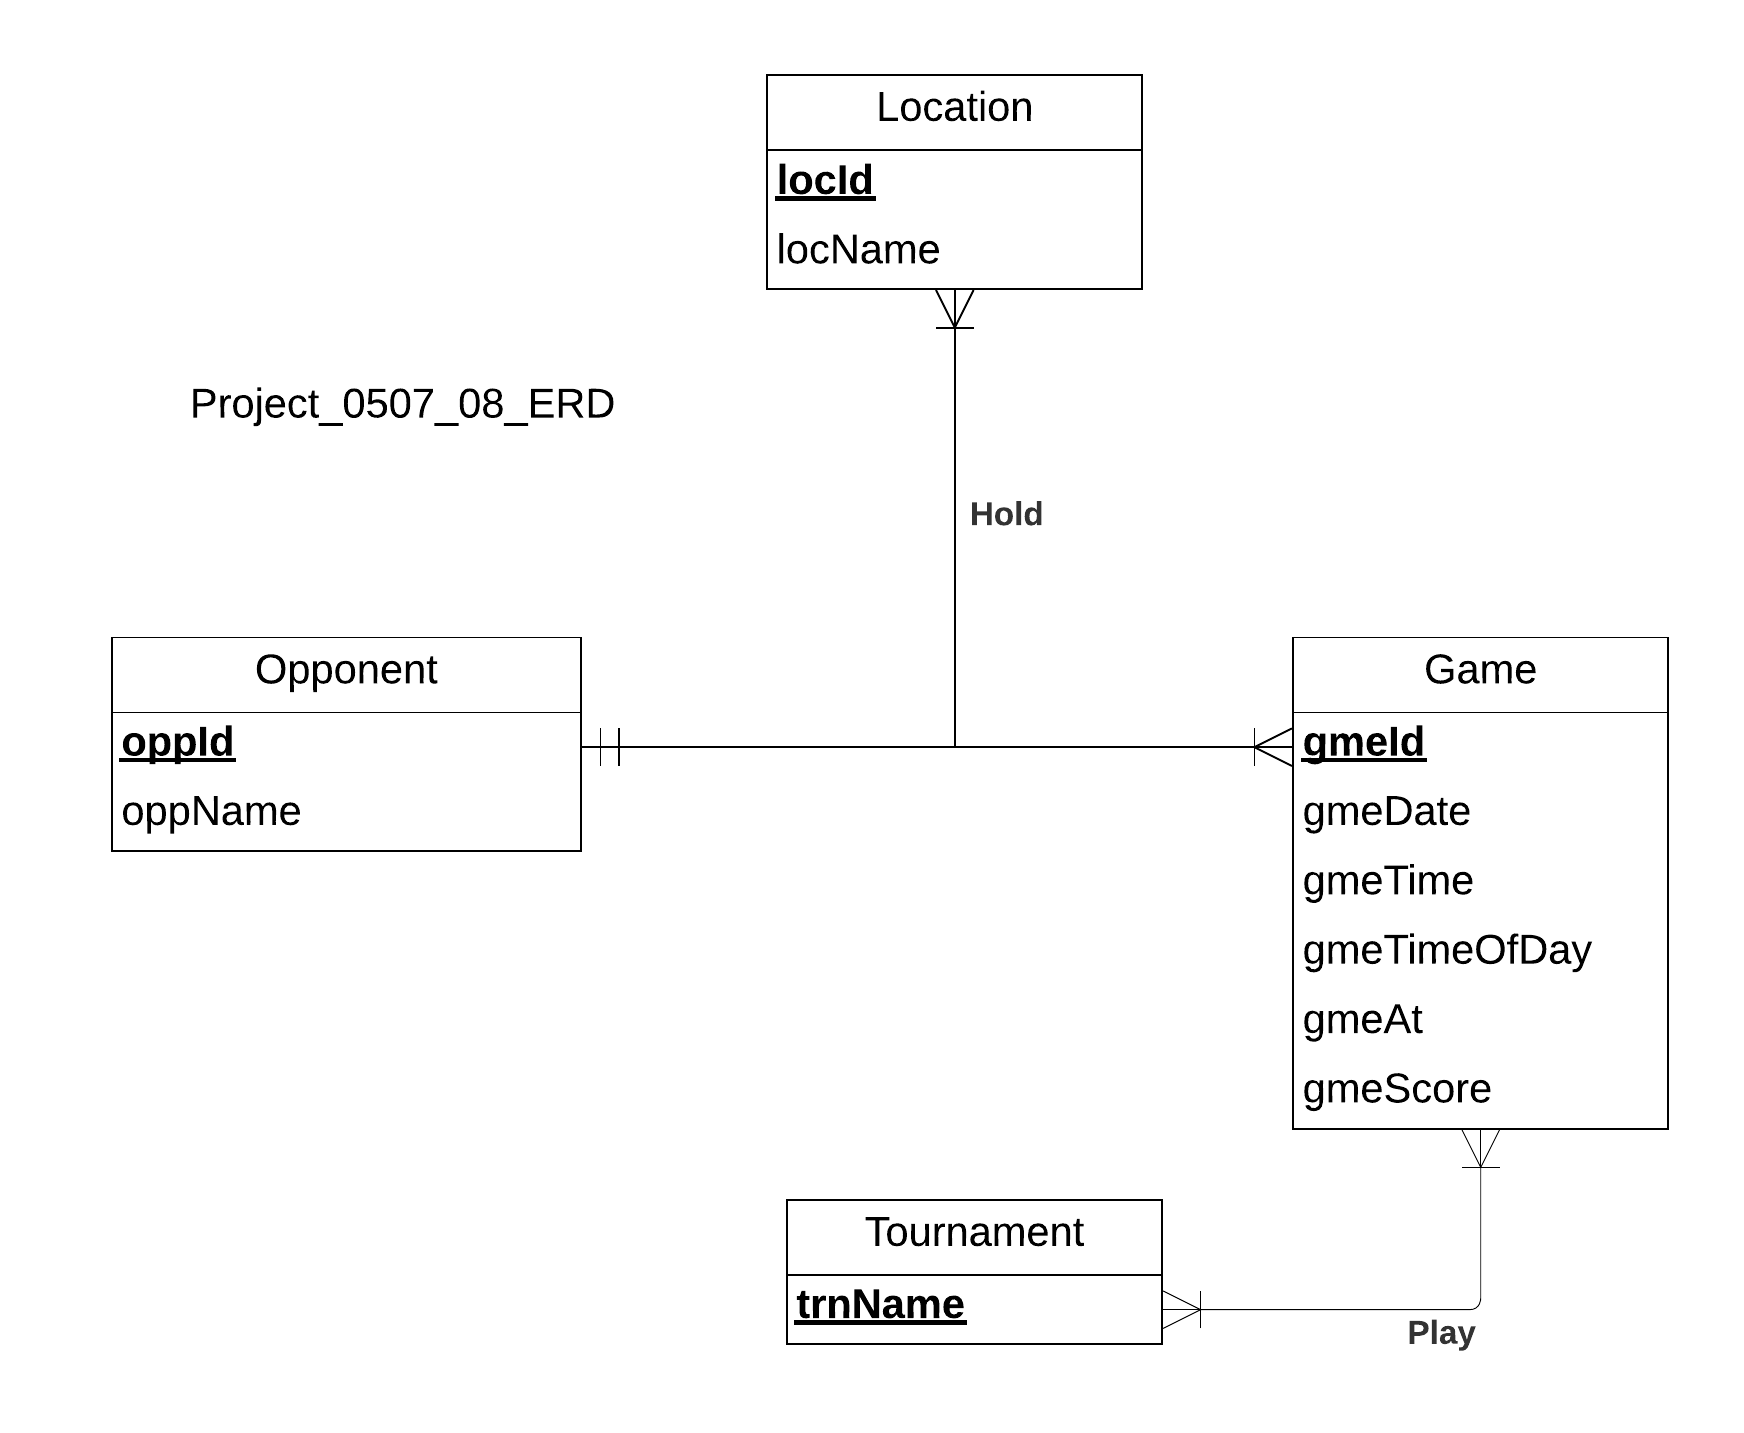 Location
locId
locName
Project_0507_08_ERD
Hold
Opponent
oppId
oppName
Game
gmeId
gmeDate
gmeTime
gmeTimeOfDay
gmeAt
gmeScore
Tournament
trnName
Play